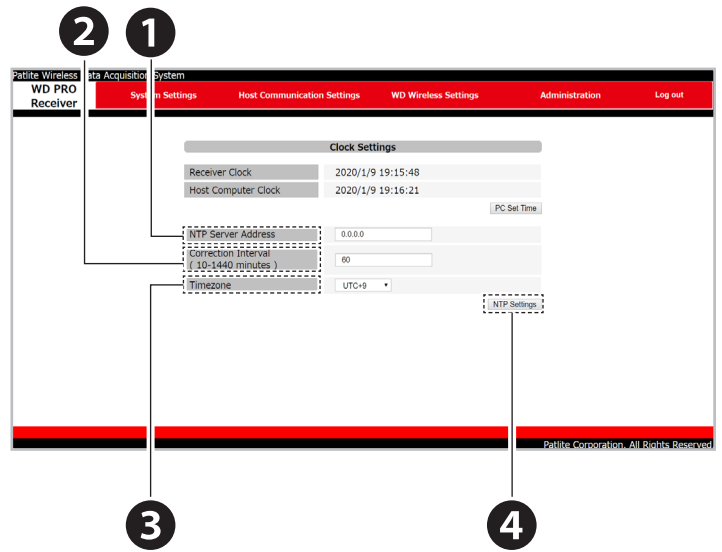 2 1
Patlite Wireless Data Acquisition System
WD PRO
Receiver
System Settings Host Communication Settings WD Wireless Settings Administration Log out
Clock Settings
Receiver Clock 2020/1/9 19:15:48
Host Computer Clock 2020/1/9 19:16:21
PC Set Time
NTP Server Address 0.0.0.0
Correction Interval
( 10-1440 minutes ) 60
Timezone UTC+9
NTP Settings
Patlite Corporation. All Rights Reserved
3 4